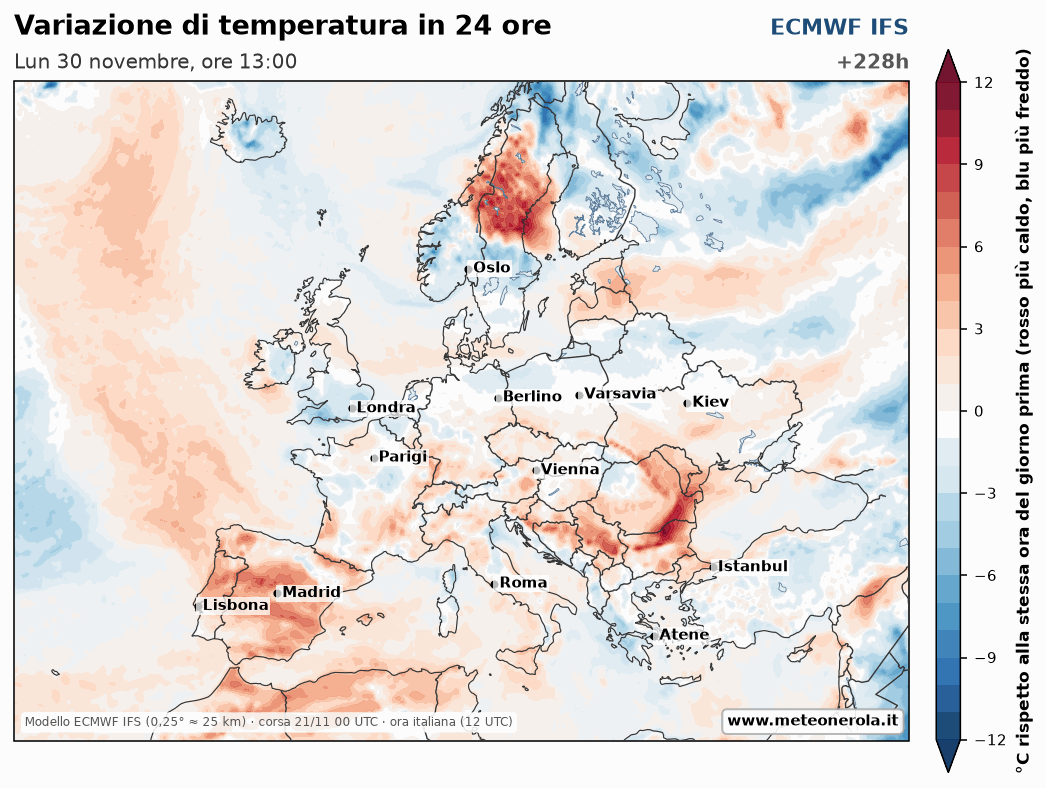 Variazione di temperatura in 24 ore
ECMWF IFS
Lun 30 novembre, ore 13:00
+228h
Oslo
Londra
Berlino
Varsavia
Kiev
Parigi
Vienna
Istanbul
Roma
Madrid
Lisbona
Atene
Modello ECMWF IFS (0,25° ≈ 25 km) · corsa 21/11 00 UTC · ora italiana (12 UTC)
www.meteonerola.it
12
9
6
3
0
−3
−6
−9
−12
°C rispetto alla stessa ora del giorno prima (rosso più caldo, blu più freddo)